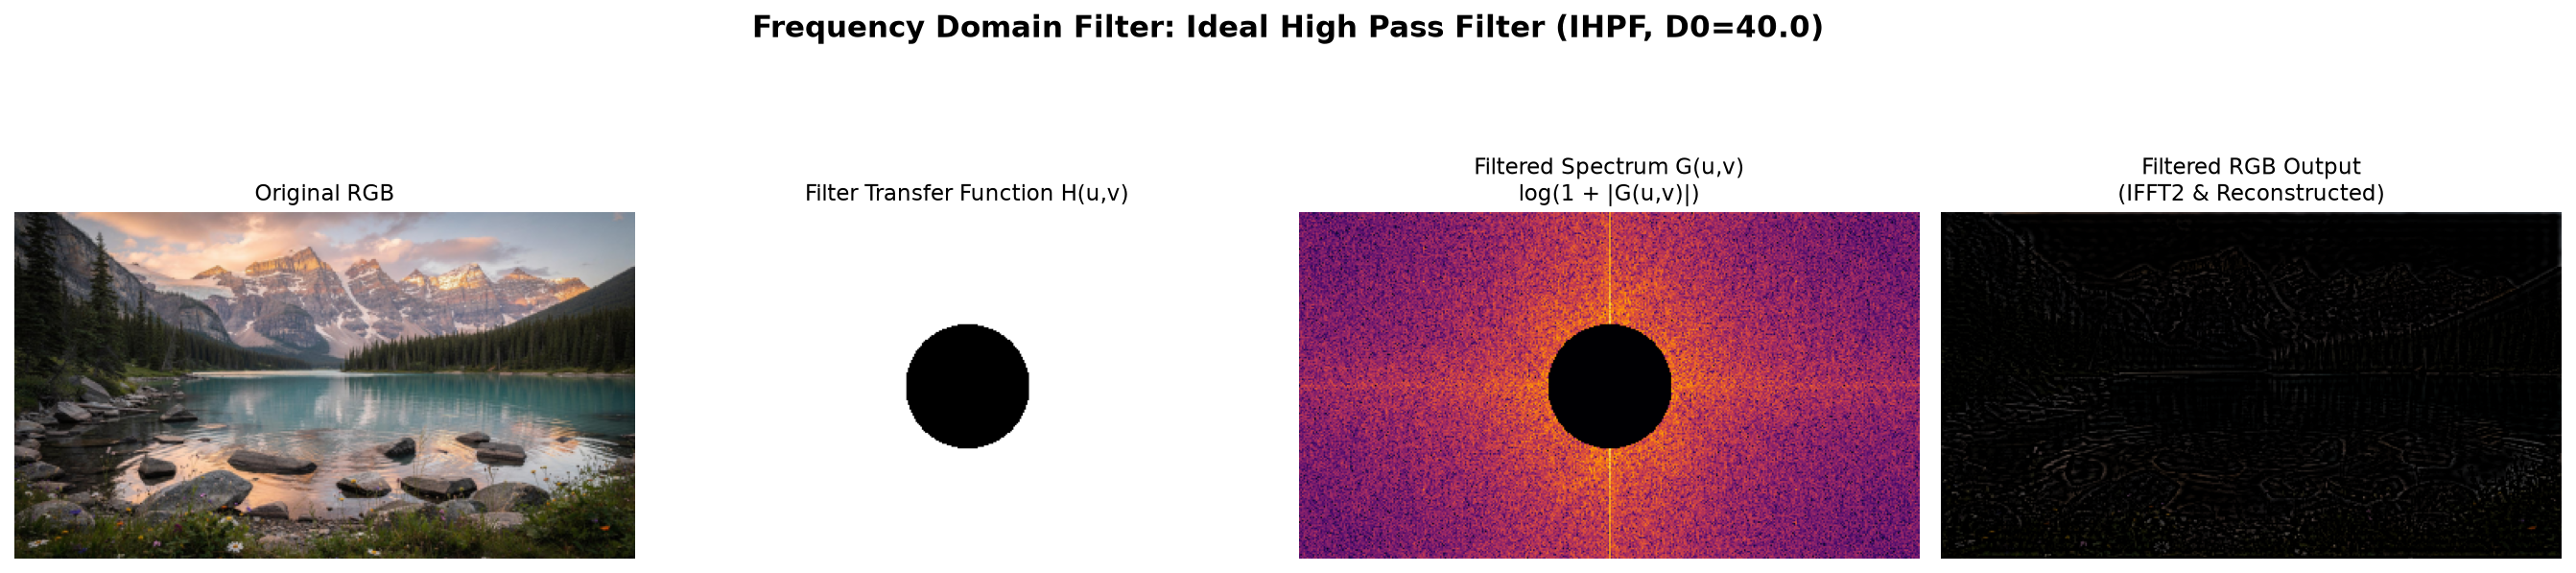 Frequency Domain Filter: Ideal High Pass Filter (IHPF, D0=40.0)
Original RGB
Filter Transfer Function H(u,v)
Filtered Spectrum G(u,v)
log(1 + |G(u,v)|)
Filtered RGB Output
(IFFT2 & Reconstructed)